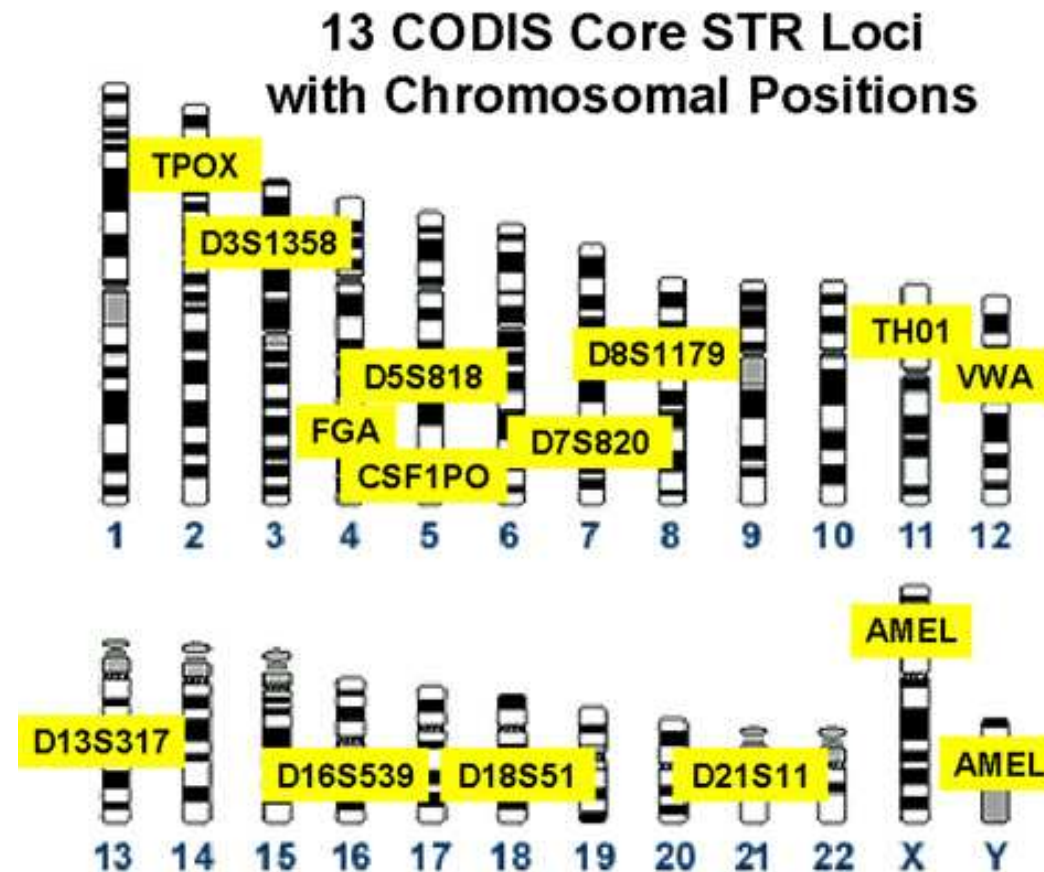 13 CODIS Core STR Loci
with Chromosomal Positions
TPOX
D3S1358
TH01
D8S1179
VWA
D5S818
FGA
D7S820
CSF1PO
1 2 3 4 5 6 7 8 9 10 11 12
AMEL
D13S317
D16S539
D18S51
D21S11
AMEL
13 14 15 16 17 18 19 20 21 22 X Y